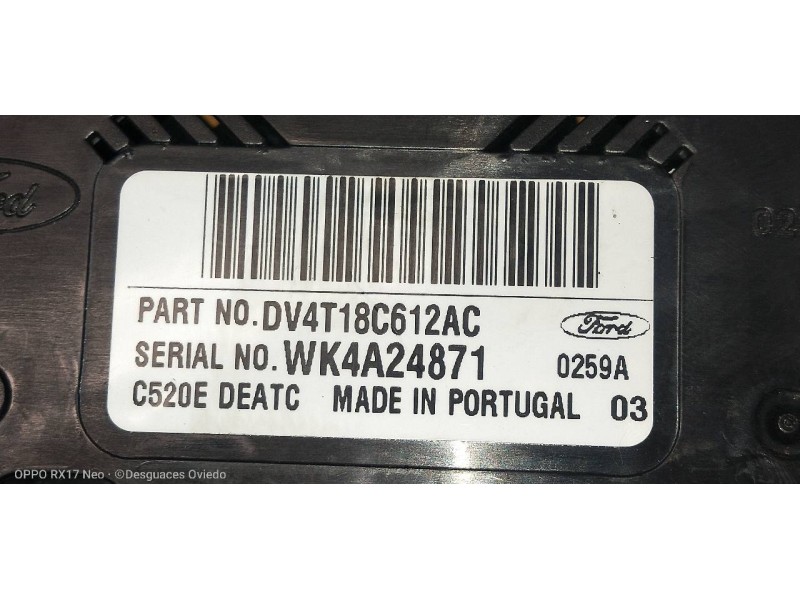 PART NO. DV4T18C612AC
Ford
SERIAL NO. WK4A24871
0259A
C520E DEATC MADE IN PORTUGAL 03
OPPO RX17 Neo · ©Desguaces Oviedo